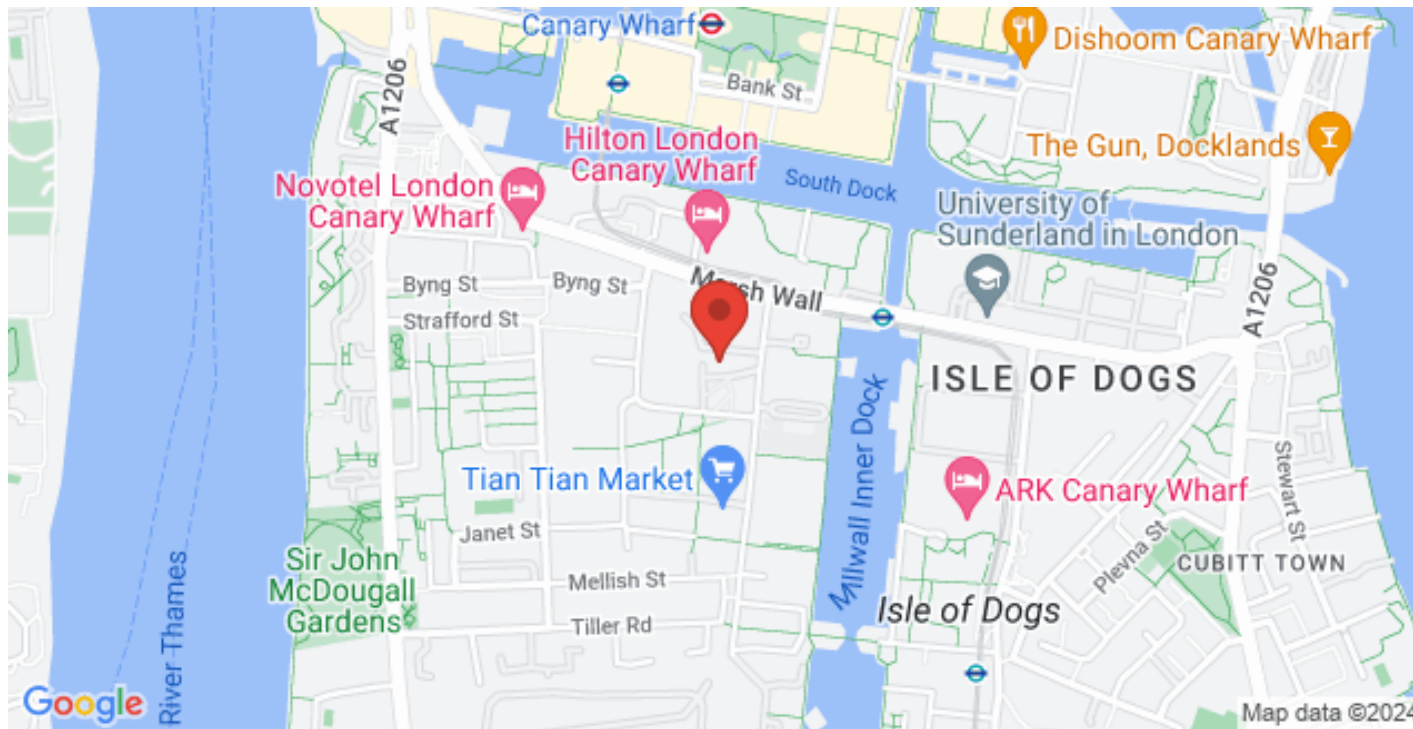 Canary Wharf
Dishoom Canary Wharf
A1206
Bank St
Hilton London
Canary Wharf
The Gun, Docklands
Novotel London
Canary Wharf
South Dock
University of
Sunderland in London
Marsh Wall
Byng St
Byng St
Strafford St
A1206
ISLE OF DOGS
Millwall Inner Dock
Tian Tian Market
ARK Canary Wharf
Stewart St
Janet St
Plevna St
Sir John
McDougall
Gardens
CUBITT TOWN
Mellish St
Isle of Dogs
Tiller Rd
River Thames
Google
Map data ©2024